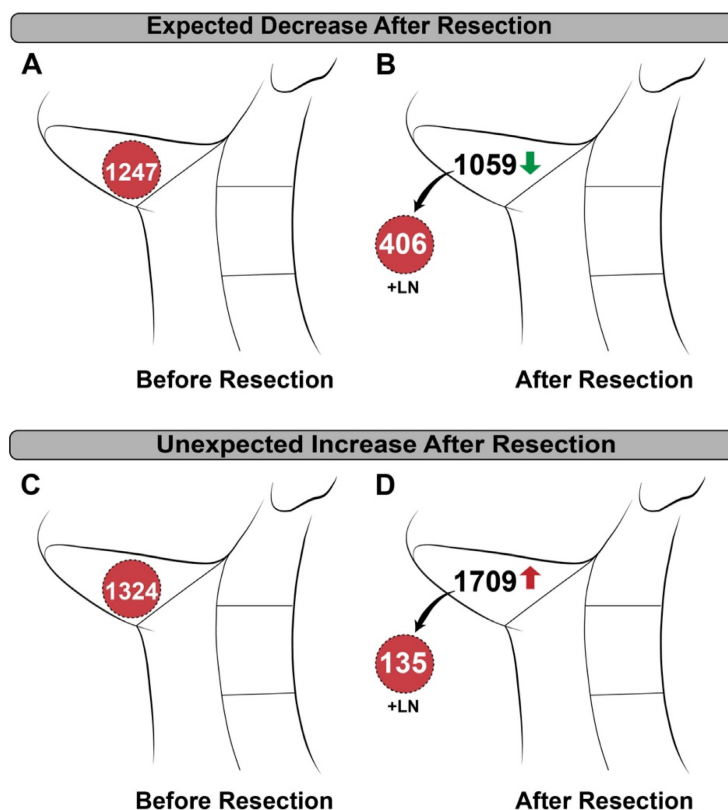 Expected Decrease After Resection
A
B
1247
1059
406
+LN
Before Resection
After Resection
Unexpected Increase After Resection
C
D
1324
1709
135
+LN
Before Resection
After Resection